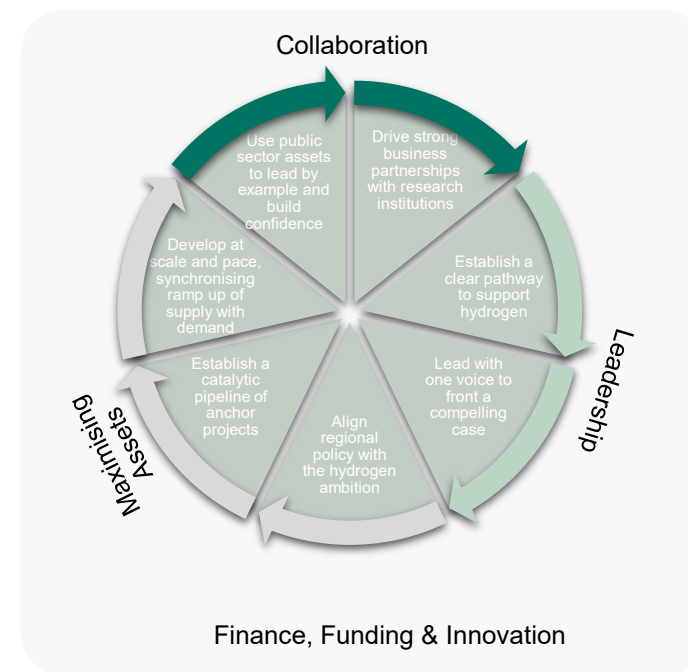 Collaboration
Use public
sector assets
to lead by
example and
build
confidence
Drive strong
business
partnerships
with research
institutions
Develop at
scale and pace,
synchronising
ramp up of
supply with
demand
Establish a
clear pathway
to support
hydrogen
Leadership
Establish a
catalytic
pipeline of
anchor
projects
Lead with
one voice to
front a
compelling
case
Align
regional
policy with
the hydrogen
ambition
Maximising
Assets
Finance, Funding & Innovation